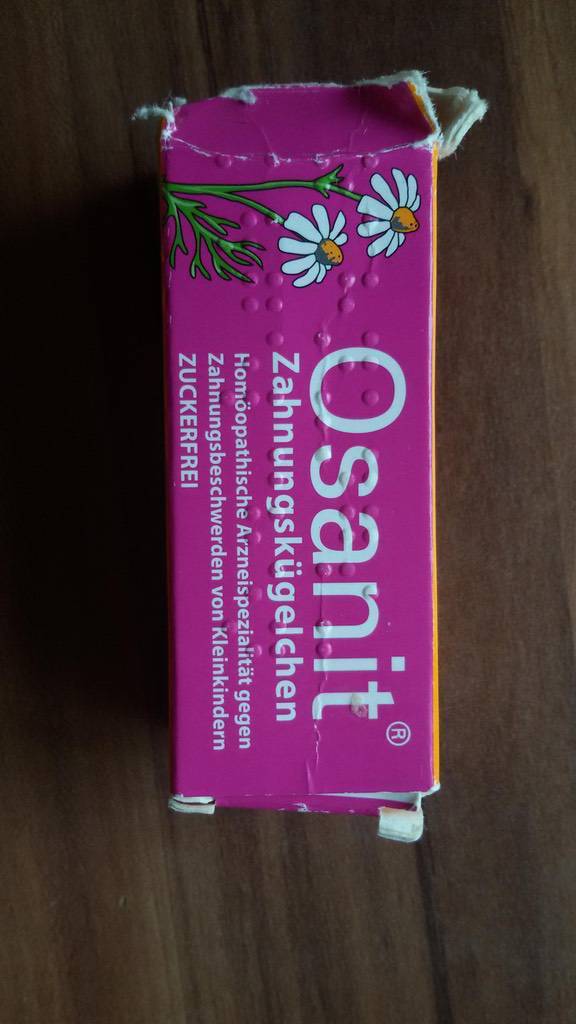 Osanit®
Zahnungskügelchen
Homöopathische Arzneispezialität gegen
Zahnungsbeschwerden von Kleinkindern
ZUCKERFREI